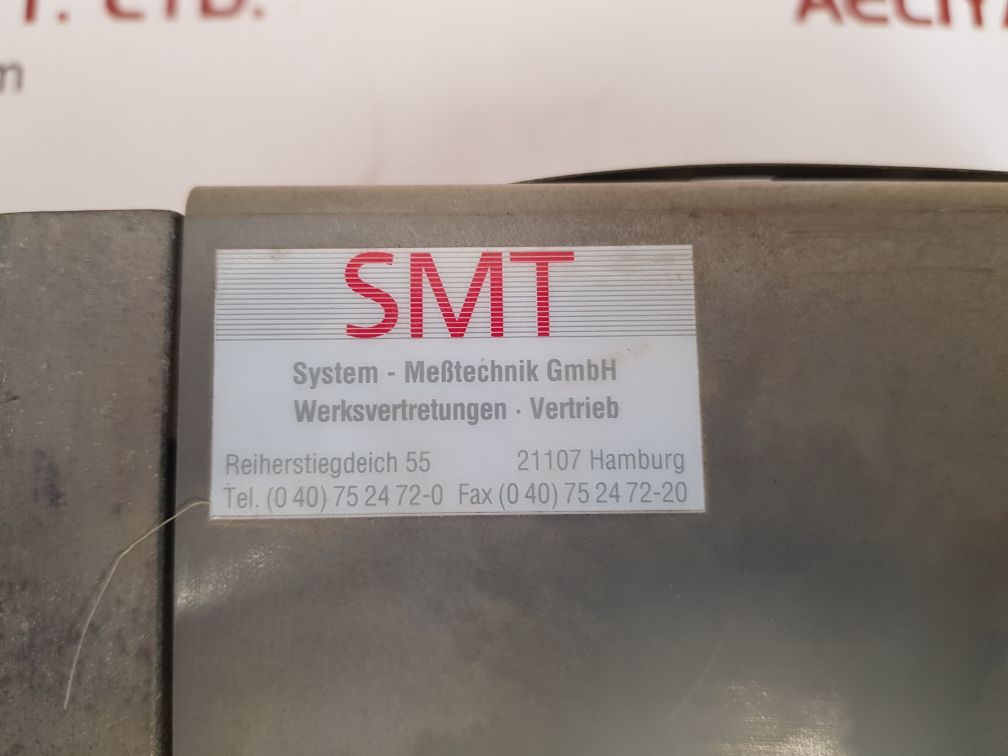 T. LTD.
m
SMT
System - Meßtechnik GmbH
Werksvertretungen · Vertrieb
Reiherstiegdeich 55 21107 Hamburg
Tel. (0 40) 75 24 72-0 Fax (0 40) 75 24 72-20